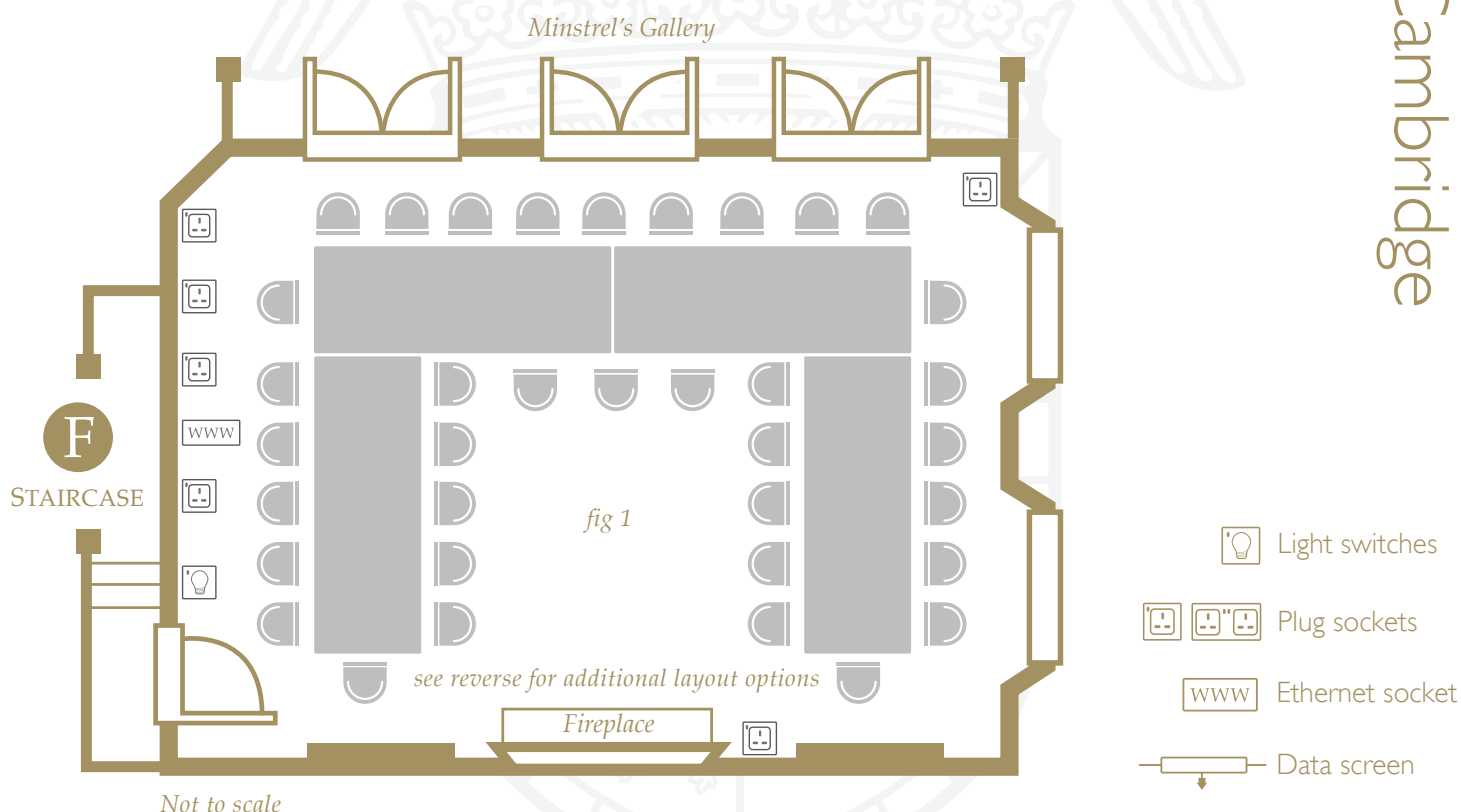 Minstrel's Gallery
Cambridge
F
STAIRCASE
WWW
fig 1
see reverse for additional layout options
Fireplace
Not to scale
Light switches
Plug sockets
WWW
Ethernet socket
Data screen